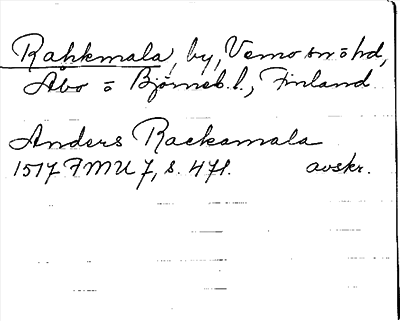 Rahkmala, by, Vemo sn o hd,
Åbo o Björneb. l., Finland.
Anders Rackamala
1517 FMU 7, s. 471. avskr.